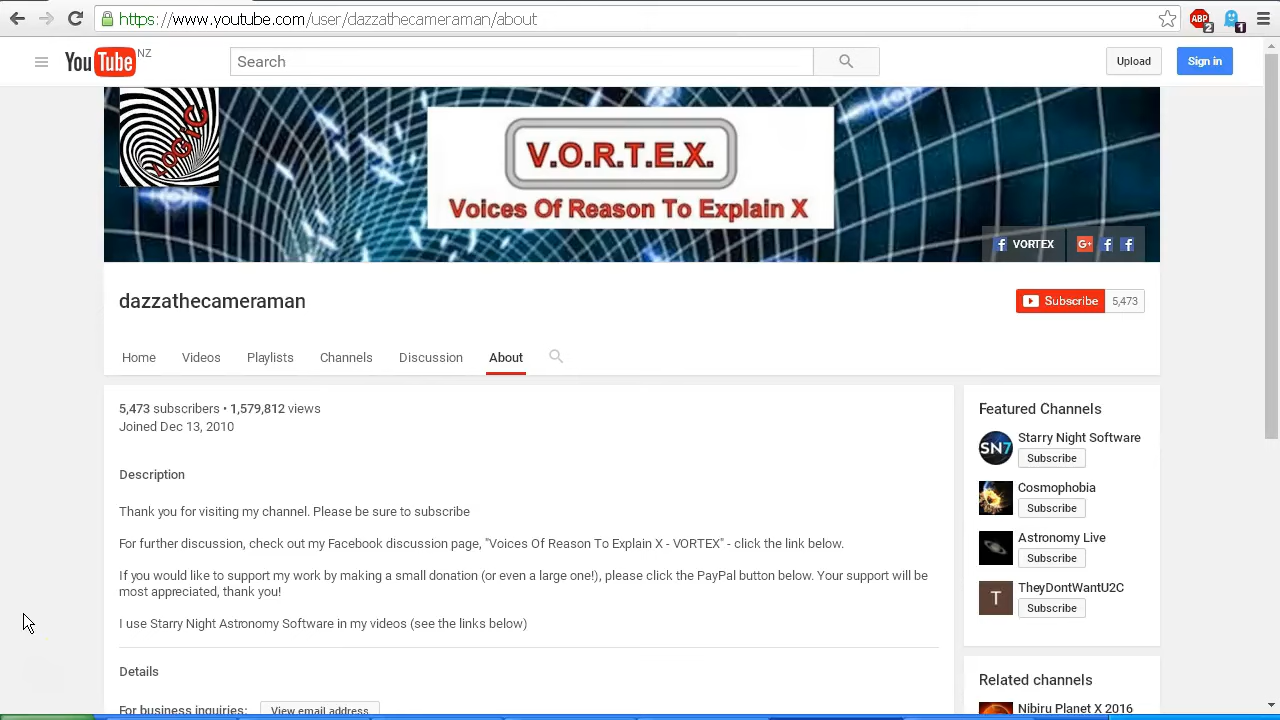 https://www.youtube.com/user/dazzathecameraman/about
ABP
2
1
YouTube
NZ
Search
Upload
Sign in
LOGIC
V.O.R.T.E.X.
Voices Of Reason To Explain X
VORTEX
dazzathecameraman
Subscribe 5,473
Home Videos Playlists Channels Discussion About
5,473 subscribers • 1,579,812 views
Joined Dec 13, 2010
Description
Thank you for visiting my channel. Please be sure to subscribe
For further discussion, check out my Facebook discussion page, "Voices Of Reason To Explain X - VORTEX" - click the link below.
If you would like to support my work by making a small donation (or even a large one!), please click the PayPal button below. Your support will be
most appreciated, thank you!
I use Starry Night Astronomy Software in my videos (see the links below)
Details
For business inquiries: View email address
Featured Channels
SN7
Starry Night Software
Subscribe
Cosmophobia
Subscribe
Astronomy Live
Subscribe
T
TheyDontWantU2C
Subscribe
Related channels
Nibiru Planet X 2016